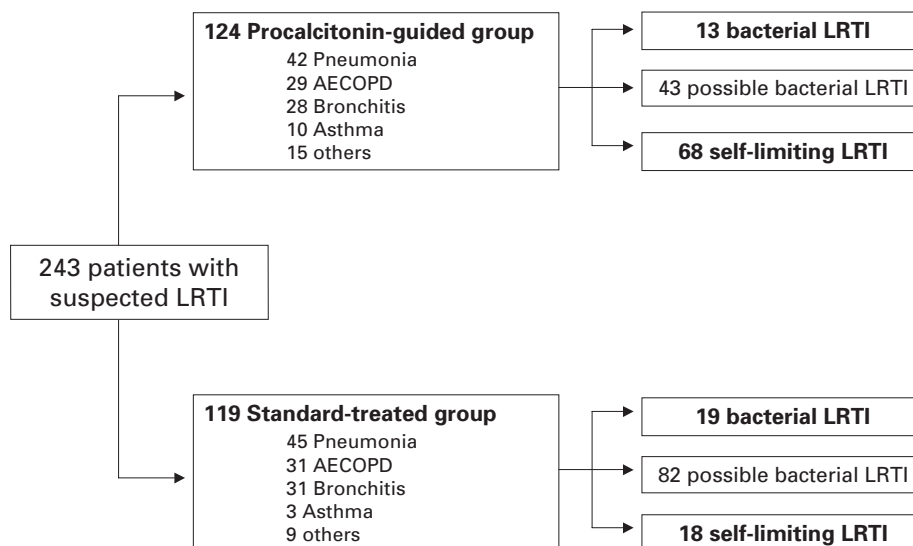 124 Procalcitonin-guided group
42 Pneumonia
29 AECOPD
28 Bronchitis
10 Asthma
15 others
13 bacterial LRTI
43 possible bacterial LRTI
68 self-limiting LRTI
243 patients with
suspected LRTI
119 Standard-treated group
45 Pneumonia
31 AECOPD
31 Bronchitis
3 Asthma
9 others
19 bacterial LRTI
82 possible bacterial LRTI
18 self-limiting LRTI